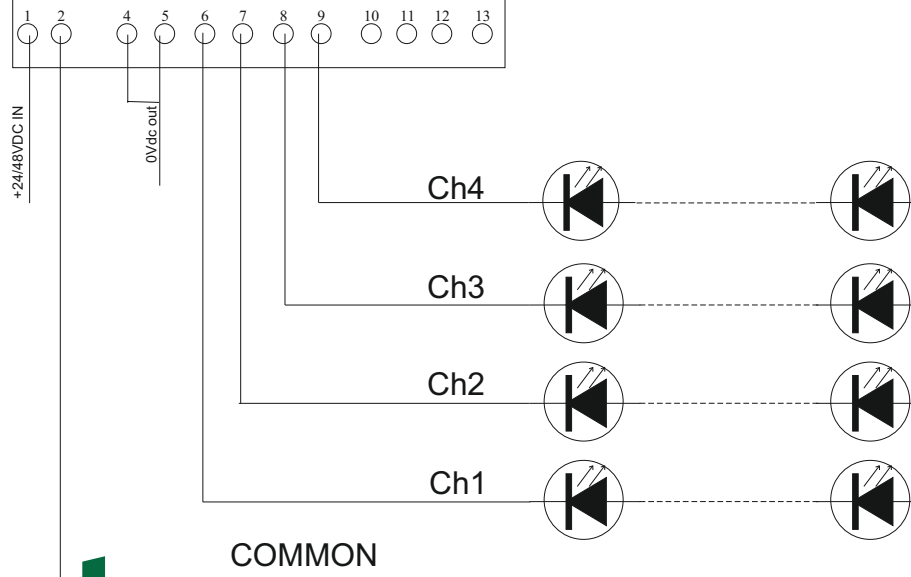 1 2 4 5 6 7 8 9 10 11 12 13
+24/48VDC IN
0Vdc out
Ch4
Ch3
Ch2
Ch1
COMMON